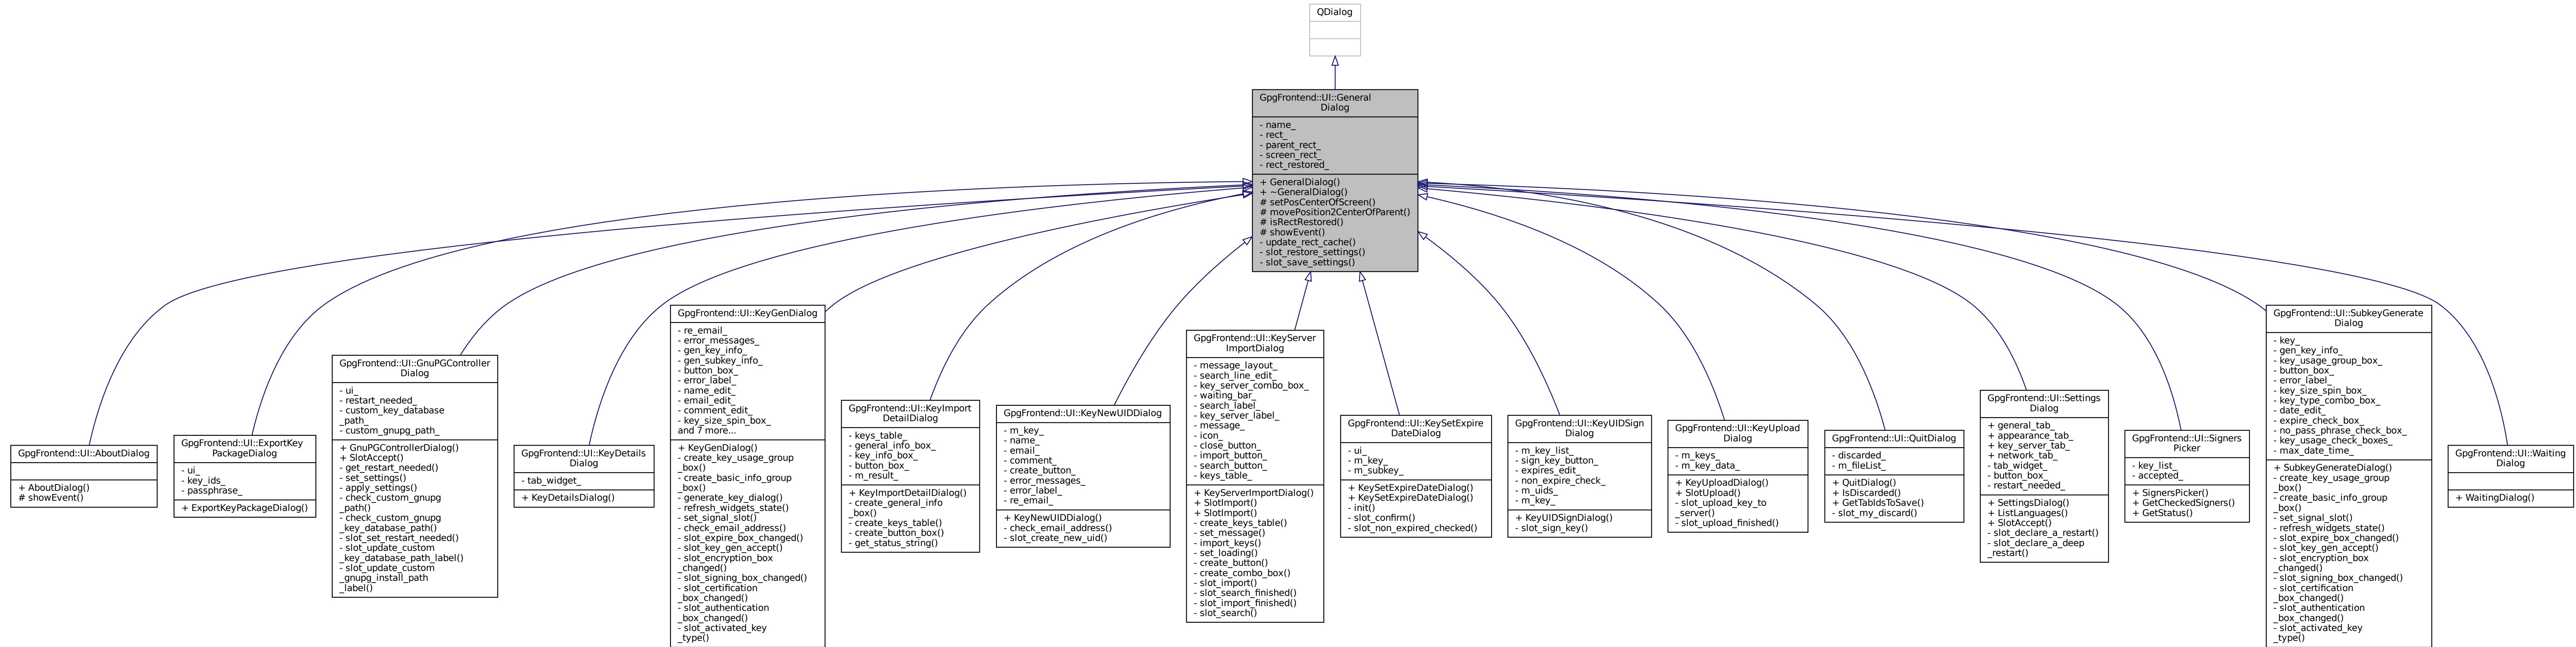 QDialog
GpgFrontend::UI::General
Dialog
- name_
- rect_
- parent_rect_
- screen_rect_
- rect_restored_
+ GeneralDialog()
+ ~GeneralDialog()
# setPosCenterOfScreen()
# movePosition2CenterOfParent()
# isRectRestored()
# showEvent()
- update_rect_cache()
- slot_restore_settings()
- slot_save_settings()
GpgFrontend::UI::AboutDialog
+ AboutDialog()
# showEvent()
GpgFrontend::UI::ExportKey
PackageDialog
- ui_
- key_ids_
- passphrase_
+ ExportKeyPackageDialog()
GpgFrontend::UI::GnuPGController
Dialog
- ui_
- restart_needed_
- custom_key_database
_path_
- custom_gnupg_path_
+ GnuPGControllerDialog()
+ SlotAccept()
- get_restart_needed()
- set_settings()
- apply_settings()
- check_custom_gnupg
_path()
- check_custom_gnupg
_key_database_path()
- slot_set_restart_needed()
- slot_update_custom
_key_database_path_label()
- slot_update_custom
_gnupg_install_path
_label()
GpgFrontend::UI::KeyDetails
Dialog
- tab_widget_
+ KeyDetailsDialog()
GpgFrontend::UI::KeyGenDialog
- re_email_
- error_messages_
- gen_key_info_
- gen_subkey_info_
- button_box_
- error_label_
- name_edit_
- email_edit_
- comment_edit_
- key_size_spin_box_
and 7 more...
+ KeyGenDialog()
- create_key_usage_group
_box()
- create_basic_info_group
_box()
- generate_key_dialog()
- refresh_widgets_state()
- set_signal_slot()
- check_email_address()
- slot_expire_box_changed()
- slot_key_gen_accept()
- slot_encryption_box
_changed()
- slot_signing_box_changed()
- slot_certification
_box_changed()
- slot_authentication
_box_changed()
- slot_activated_key
_type()
GpgFrontend::UI::KeyImport
DetailDialog
- keys_table_
- general_info_box_
- key_info_box_
- button_box_
- m_result_
+ KeyImportDetailDialog()
- create_general_info
_box()
- create_keys_table()
- create_button_box()
- get_status_string()
GpgFrontend::UI::KeyNewUIDDialog
- m_key_
- name_
- email_
- comment_
- create_button_
- error_messages_
- error_label_
- re_email_
+ KeyNewUIDDialog()
- check_email_address()
- slot_create_new_uid()
GpgFrontend::UI::KeyServer
ImportDialog
- message_layout_
- search_line_edit_
- key_server_combo_box_
- waiting_bar_
- search_label_
- key_server_label_
- message_
- icon_
- close_button_
- import_button_
- search_button_
- keys_table_
+ KeyServerImportDialog()
+ SlotImport()
+ SlotImport()
- create_keys_table()
- set_message()
- import_keys()
- set_loading()
- create_button()
- create_combo_box()
- slot_import()
- slot_search_finished()
- slot_import_finished()
- slot_search()
GpgFrontend::UI::KeySetExpire
DateDialog
- ui_
- m_key_
- m_subkey_
+ KeySetExpireDateDialog()
+ KeySetExpireDateDialog()
- init()
- slot_confirm()
- slot_non_expired_checked()
GpgFrontend::UI::KeyUIDSign
Dialog
- m_key_list_
- sign_key_button_
- expires_edit_
- non_expire_check_
- m_uids_
- m_key_
+ KeyUIDSignDialog()
- slot_sign_key()
GpgFrontend::UI::KeyUpload
Dialog
- m_keys_
- m_key_data_
+ KeyUploadDialog()
+ SlotUpload()
- slot_upload_key_to
_server()
- slot_upload_finished()
GpgFrontend::UI::QuitDialog
- discarded_
- m_fileList_
+ QuitDialog()
+ IsDiscarded()
+ GetTabIdsToSave()
- slot_my_discard()
GpgFrontend::UI::Settings
Dialog
+ general_tab_
+ appearance_tab_
+ key_server_tab_
+ network_tab_
- tab_widget_
- button_box_
- restart_needed_
+ SettingsDialog()
+ ListLanguages()
+ SlotAccept()
- slot_declare_a_restart()
- slot_declare_a_deep
_restart()
GpgFrontend::UI::Signers
Picker
- key_list_
- accepted_
+ SignersPicker()
+ GetCheckedSigners()
+ GetStatus()
GpgFrontend::UI::SubkeyGenerate
Dialog
- key_
- gen_key_info_
- key_usage_group_box_
- button_box_
- error_label_
- key_size_spin_box_
- key_type_combo_box_
- date_edit_
- expire_check_box_
- no_pass_phrase_check_box_
- key_usage_check_boxes_
- max_date_time_
+ SubkeyGenerateDialog()
- create_key_usage_group
_box()
- create_basic_info_group
_box()
- set_signal_slot()
- refresh_widgets_state()
- slot_expire_box_changed()
- slot_key_gen_accept()
- slot_encryption_box
_changed()
- slot_signing_box_changed()
- slot_certification
_box_changed()
- slot_authentication
_box_changed()
- slot_activated_key
_type()
GpgFrontend::UI::Waiting
Dialog
+ WaitingDialog()